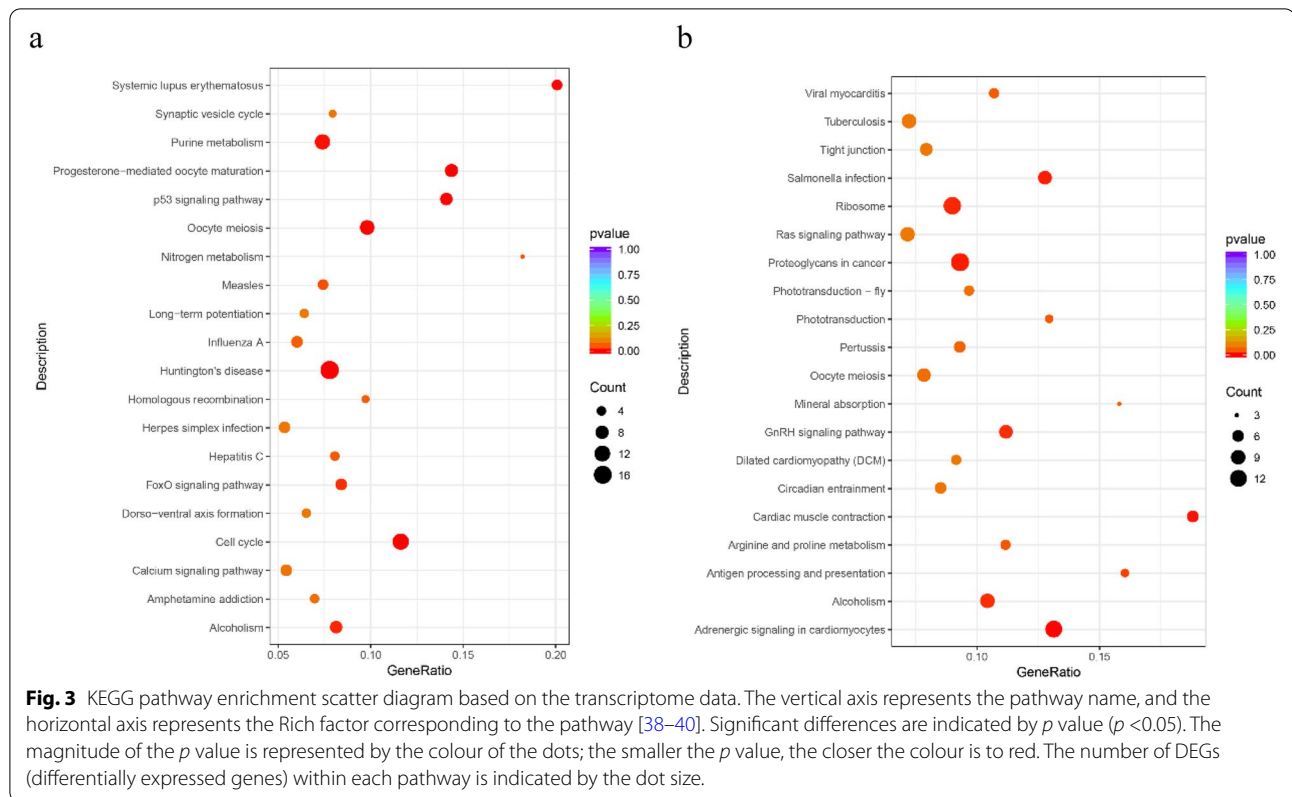 a
Systemic lupus erythematosus
Synaptic vesicle cycle
Purine metabolism
Progesterone−mediated oocyte maturation
p53 signaling pathway
Oocyte meiosis
Nitrogen metabolism
Measles
Long−term potentiation
Influenza A
Huntington's disease
Homologous recombination
Herpes simplex infection
Hepatitis C
FoxO signaling pathway
Dorso−ventral axis formation
Cell cycle
Calcium signaling pathway
Amphetamine addiction
Alcoholism
Description
0.05 0.10 0.15 0.20
GeneRatio
pvalue
1.00
0.75
0.50
0.25
0.00
Count
4
8
12
16
b
Viral myocarditis
Tuberculosis
Tight junction
Salmonella infection
Ribosome
Ras signaling pathway
Proteoglycans in cancer
Phototransduction − fly
Phototransduction
Pertussis
Oocyte meiosis
Mineral absorption
GnRH signaling pathway
Dilated cardiomyopathy (DCM)
Circadian entrainment
Cardiac muscle contraction
Arginine and proline metabolism
Antigen processing and presentation
Alcoholism
Adrenergic signaling in cardiomyocytes
Description
0.10 0.15
GeneRatio
pvalue
1.00
0.75
0.50
0.25
0.00
Count
3
6
9
12
Fig. 3 KEGG pathway enrichment scatter diagram based on the transcriptome data. The vertical axis represents the pathway name, and the
horizontal axis represents the Rich factor corresponding to the pathway [38–40]. Significant differences are indicated by p value (p <0.05). The
magnitude of the p value is represented by the colour of the dots; the smaller the p value, the closer the colour is to red. The number of DEGs
(differentially expressed genes) within each pathway is indicated by the dot size.